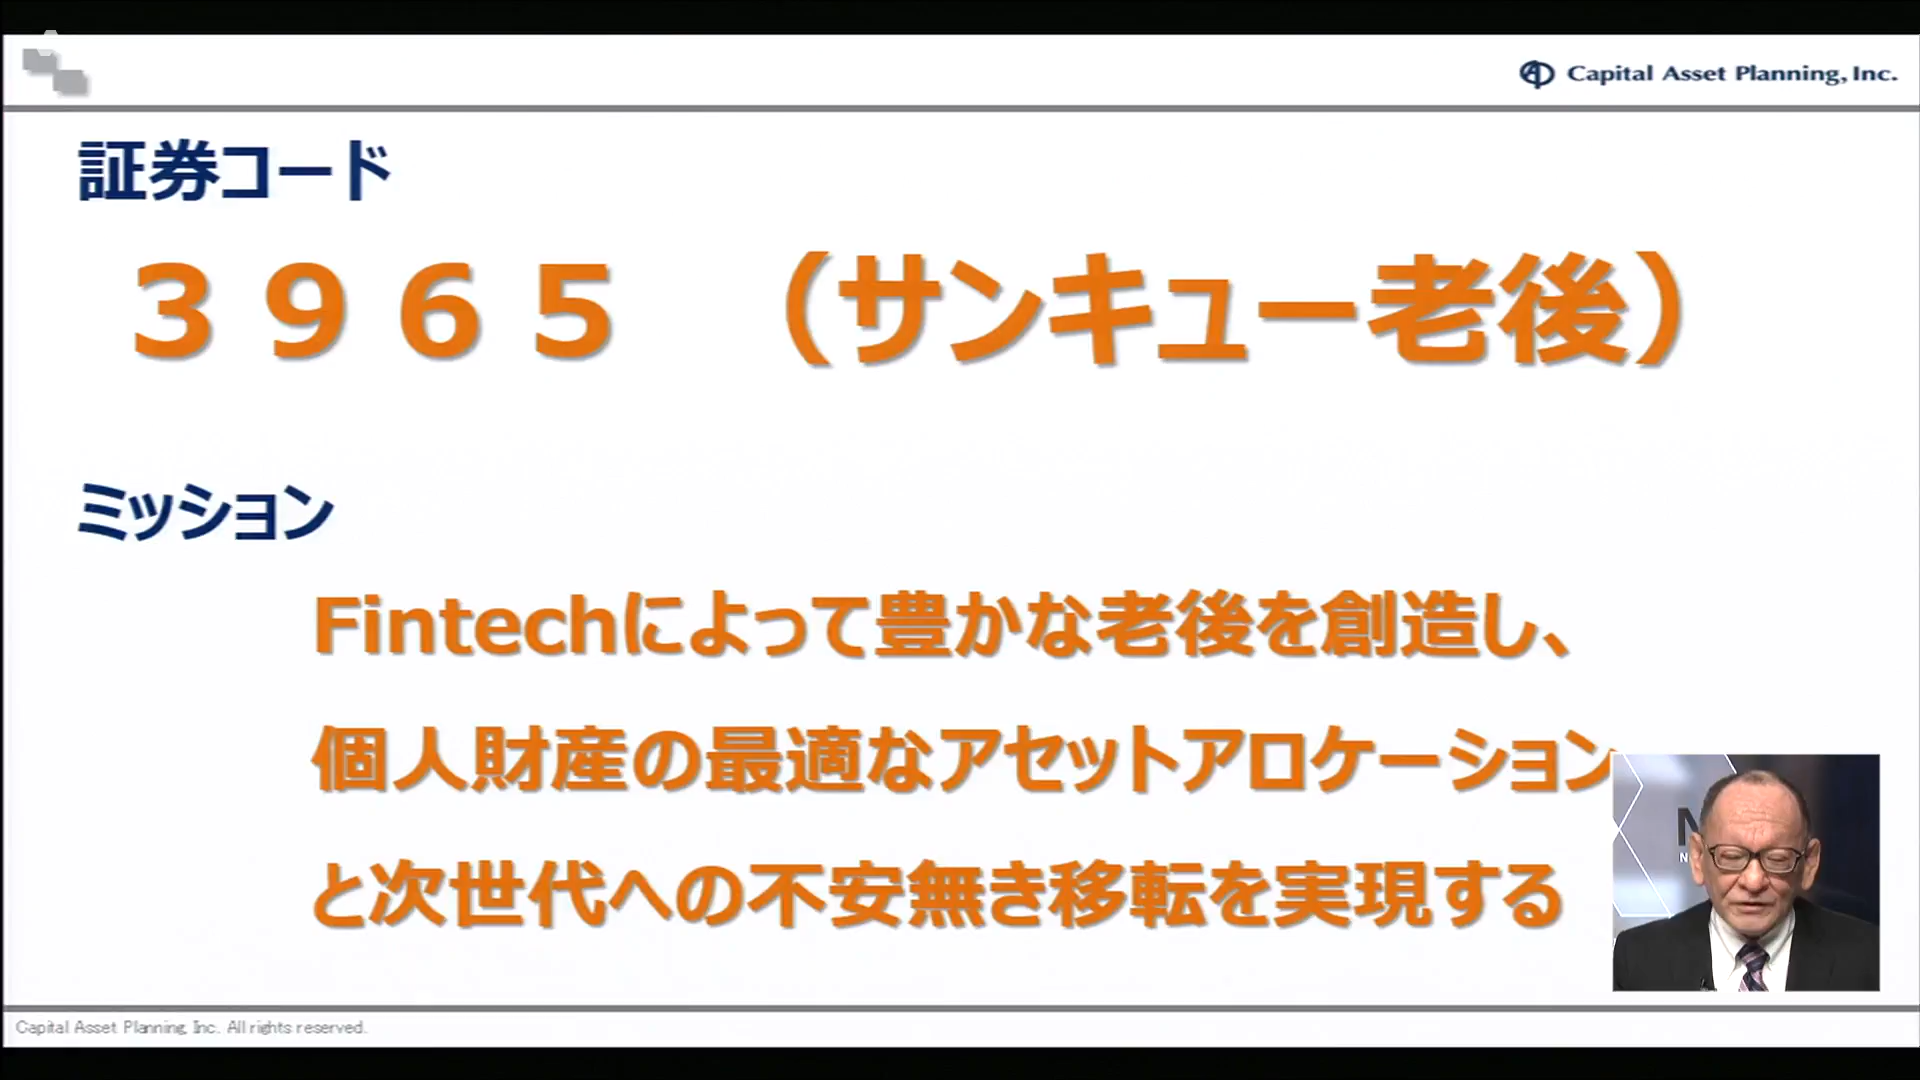 Capital Asset Planning, Inc.
証券コード
３９６５　（サンキュー老後）
ミッション
Fintechによって豊かな老後を創造し、
個人財産の最適なアセットアロケーション
と次世代への不安無き移転を実現する
N
N
Capital Asset Planning, Inc. All rights reserved.